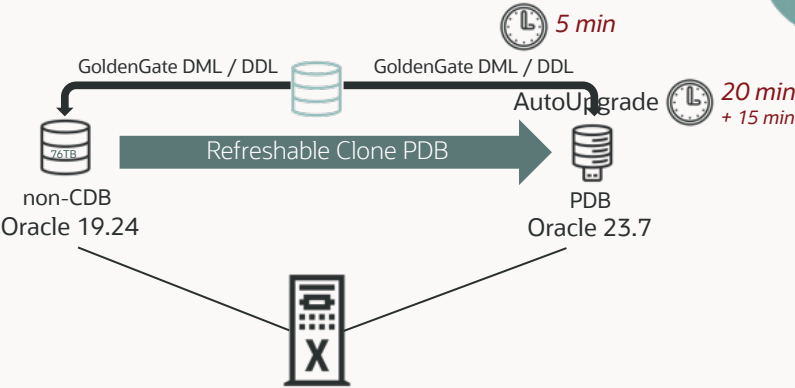 5 min
GoldenGate DML / DDL
GoldenGate DML / DDL
AutoUpgrade
20 min
+ 15 min
76TB
Refreshable Clone PDB
non-CDB
Oracle 19.24
PDB
Oracle 23.7
X